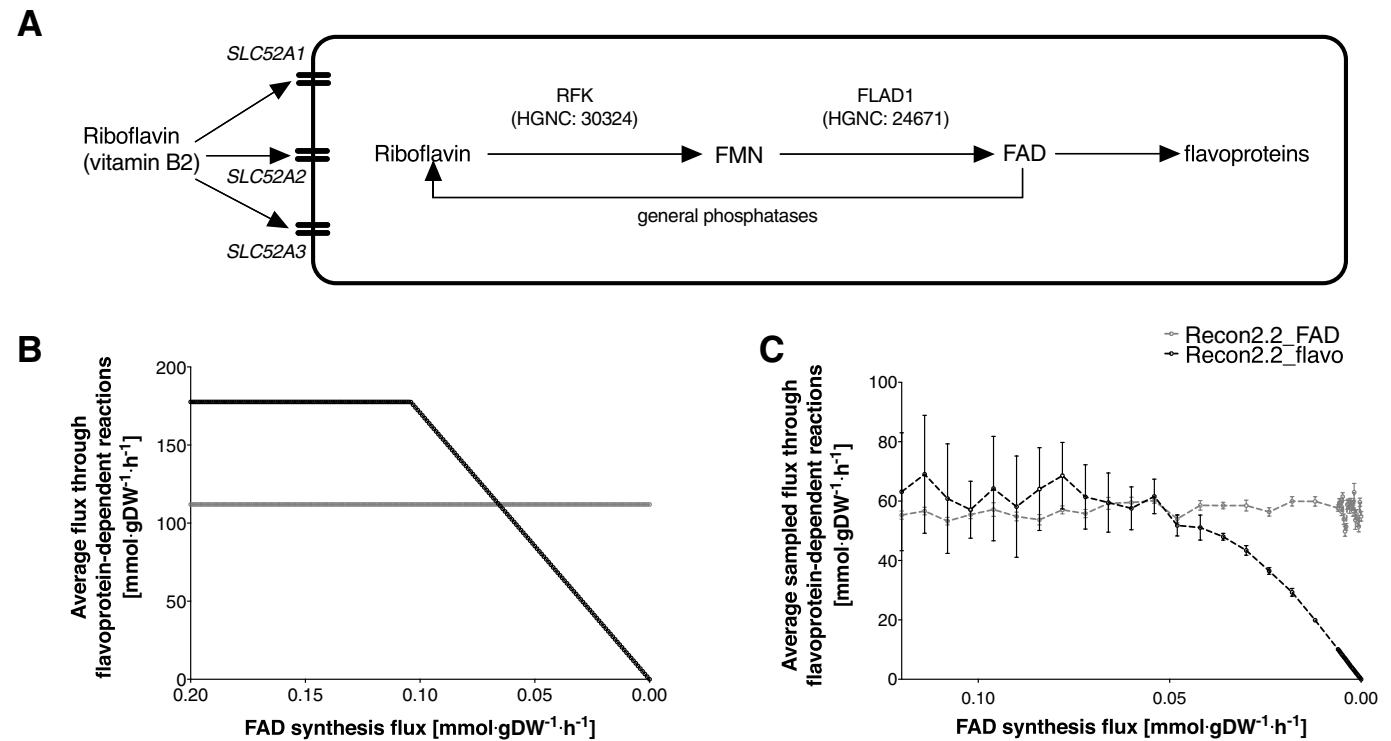 A
SLC52A1
RFK
(HGNC: 30324)
FLAD1
(HGNC: 24671)
Riboflavin
(vitamin B2)
Riboflavin
FMN
FAD
flavoproteins
SLC52A2
general phosphatases
SLC52A3
B
Average flux through
flavoprotein-dependent reactions
[mmol·gDW⁻¹·h⁻¹]
200
150
100
50
0
0.20
0.15
0.10
0.05
0.00
FAD synthesis flux [mmol·gDW⁻¹·h⁻¹]
C
Recon2.2_FAD
Recon2.2_flavo
Average sampled flux through
flavoprotein-dependent reactions
[mmol·gDW⁻¹·h⁻¹]
100
80
60
40
20
0
0.10
0.05
0.00
FAD synthesis flux [mmol·gDW⁻¹·h⁻¹]